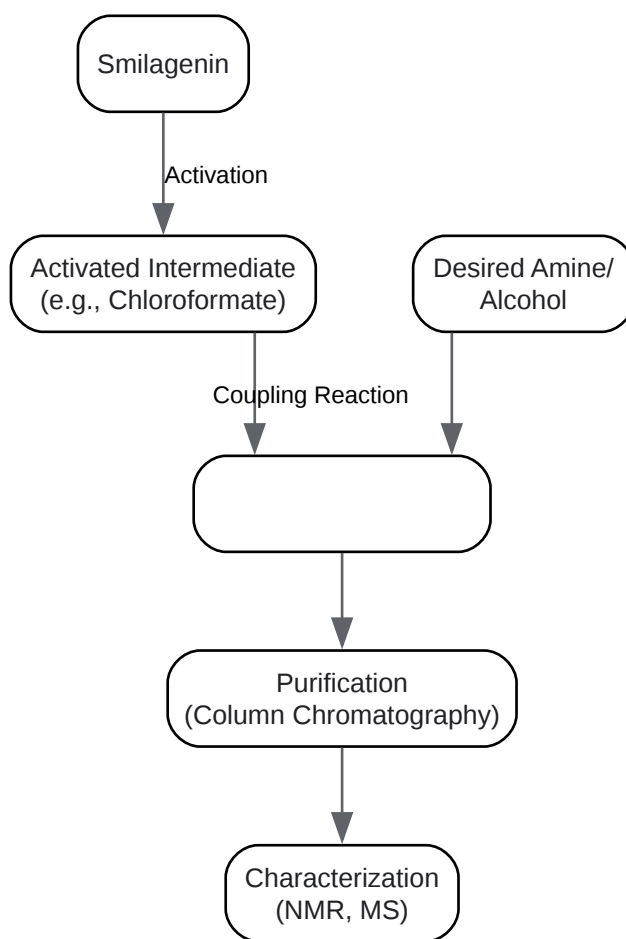 Smilagenin
Activation
Activated Intermediate
(e.g., Chloroformate)
Desired Amine/
Alcohol
Coupling Reaction
Purification
(Column Chromatography)
Characterization
(NMR, MS)